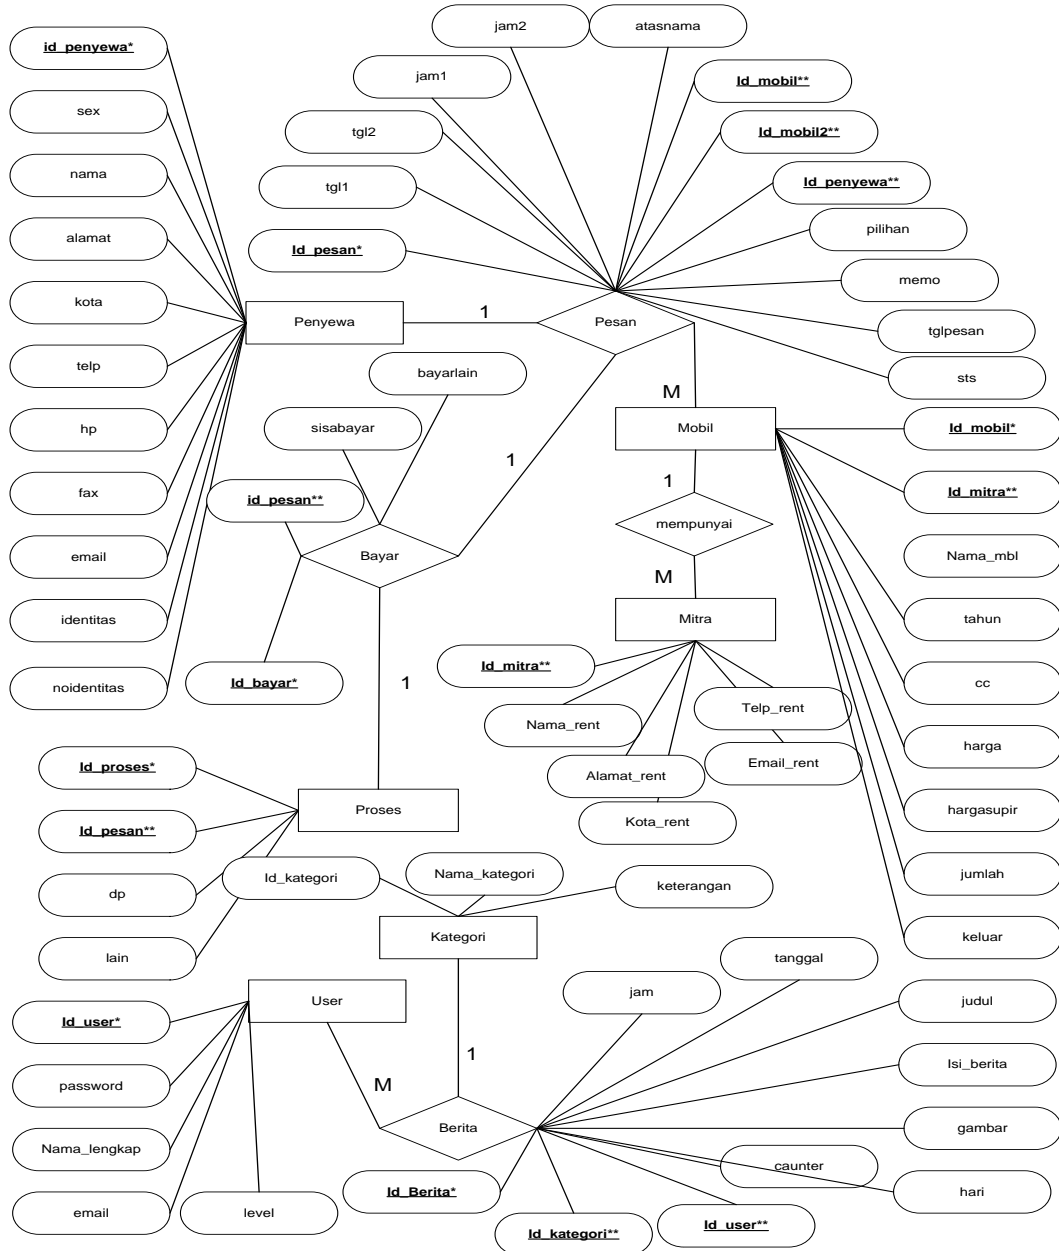 jam2
atasnama
id_penyewa*
jam1
Id_mobil**
sex
tgl2
Id_mobil2**
nama
tgl1
Id_penyewa**
alamat
Id_pesan*
pilihan
kota
memo
Penyewa
1
Pesan
tglpesan
telp
bayarlain
sts
M
hp
sisabayar
Mobil
Id_mobil*
1
fax
id_pesan**
1
Id_mitra**
mempunyai
email
Bayar
Nama_mbl
M
identitas
Mitra
tahun
noidentitas
Id_bayar*
1
Id_mitra**
cc
Nama_rent
Telp_rent
Id_proses*
Alamat_rent
Email_rent
harga
Proses
Kota_rent
hargasupir
Id_pesan**
dp
Id_kategori
Nama_kategori
keterangan
jumlah
lain
Kategori
keluar
tanggal
User
jam
judul
Id_user*
1
M
Isi_berita
password
Berita
gambar
Nama_lengkap
caunter
Id_Berita*
hari
email
level
Id_kategori**
Id_user**